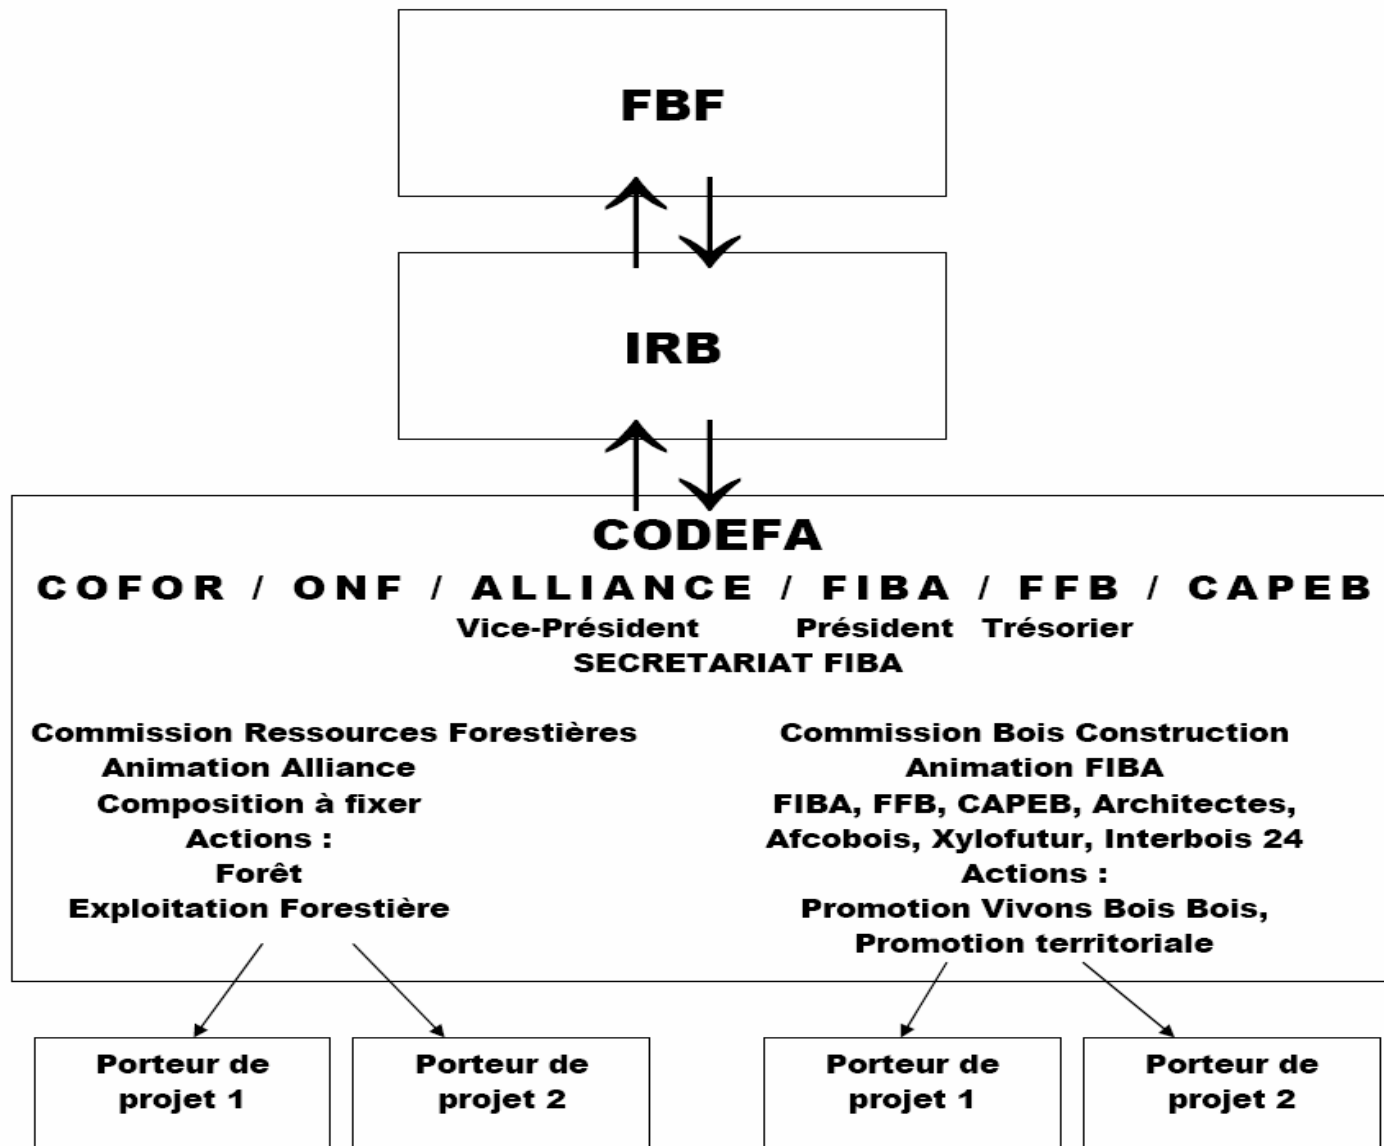 FBF
IRB
CODEFA
COFOR / ONF / ALLIANCE / FIBA / FFB / CAPEB
Vice-Président Président Trésorier
SECRETARIAT FIBA
Commission Ressources Forestières
Animation Alliance
Composition à fixer
Actions :
Forêt
Exploitation Forestière
Commission Bois Construction
Animation FIBA
FIBA, FFB, CAPEB, Architectes,
Afcobois, Xylofutur, Interbois 24
Actions :
Promotion Vivons Bois Bois,
Promotion territoriale
Porteur de
projet 1
Porteur de
projet 2
Porteur de
projet 1
Porteur de
projet 2